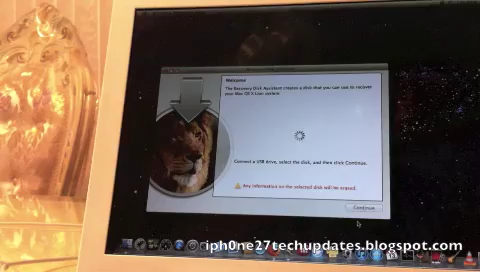 Welcome
The Recovery Disk Assistant creates a disk that you can use to recover
your Mac OS X Lion system.
Connect a USB drive, select the disk, and then click Continue.
Any information on the selected disk will be erased.
Continue
iph0ne27techupdates.blogspot.com